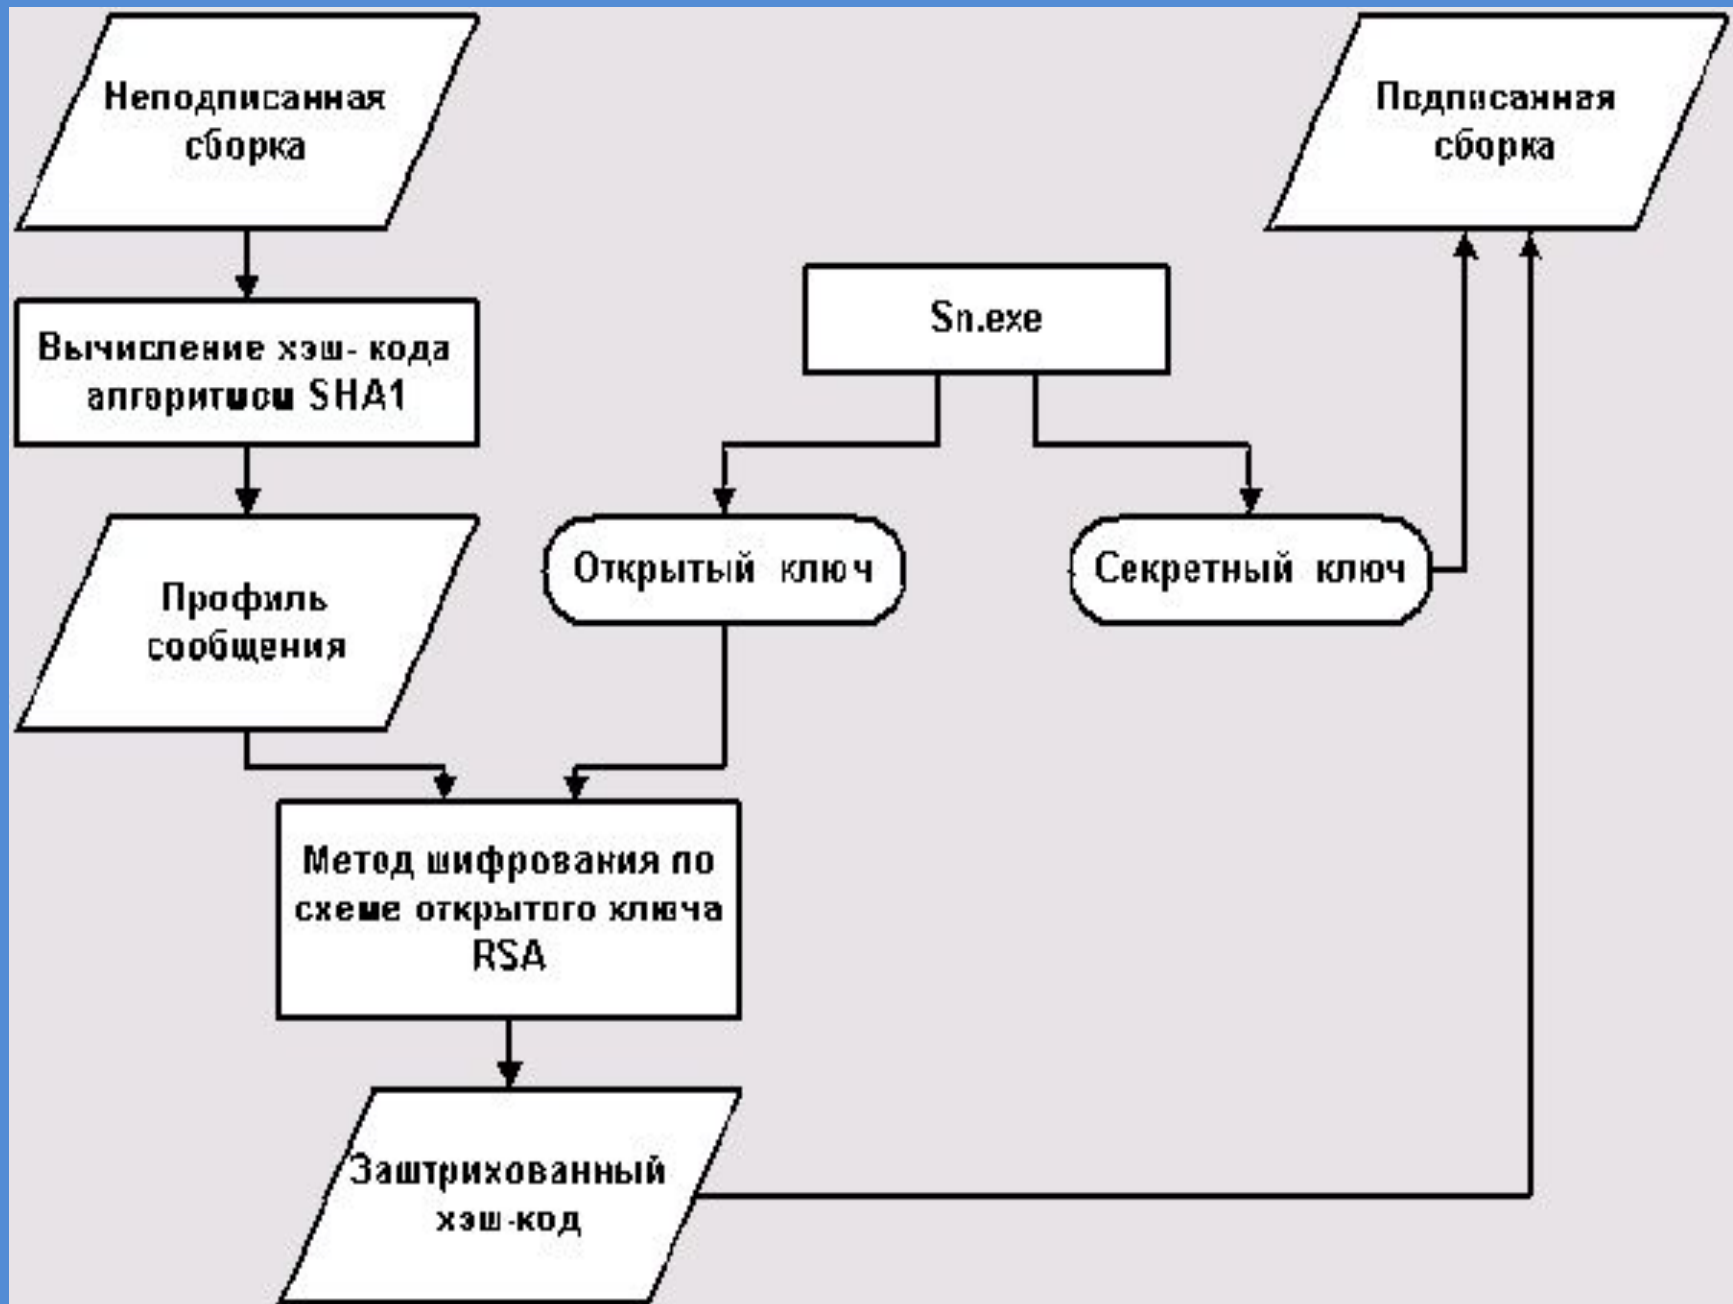 Неподписанная
сборка
Подписанная
сборка
Sn.exe
Вычисление хэш- кода
алгоритмом SHA1
Открытый ключ
Секретный ключ
Профиль
сообщения
Метод шифрования по
схеме открытого ключа
RSA
Заштрихованный
хэш-код